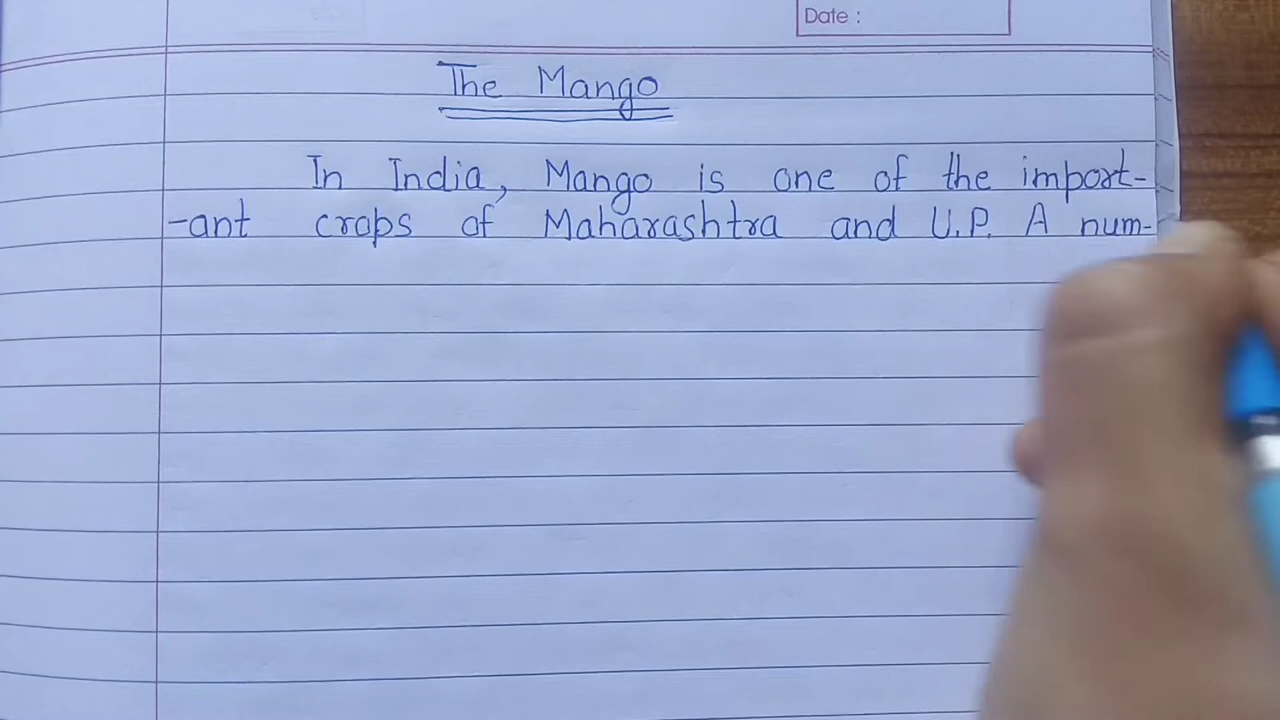 Date :
The Mango
In India, Mango is one of the import-
-ant crops of Maharashtra and U.P. A num-